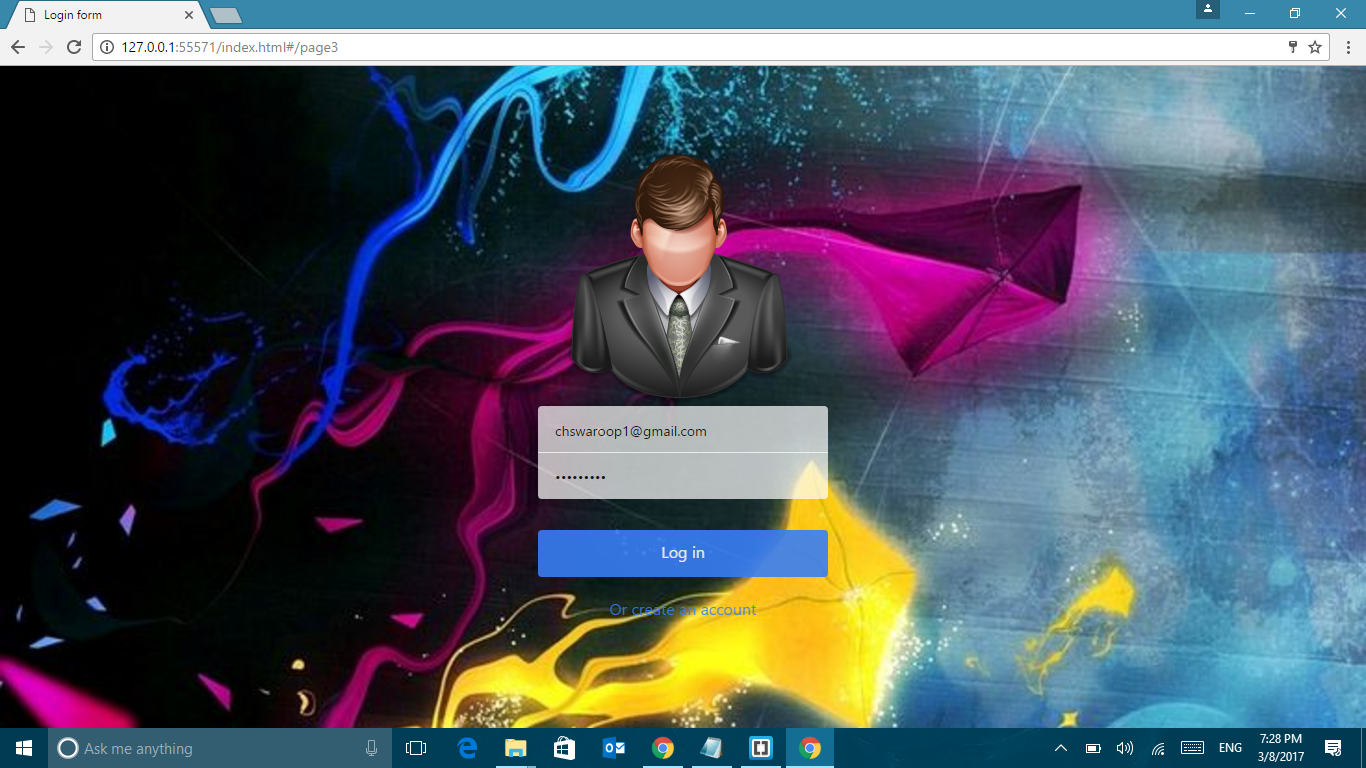 Login form
127.0.0.1:55571/index.html#/page3
chswaroop1@gmail.com
•••••••••
Log in
Or create an account
Ask me anything
ENG
7:28 PM
3/8/2017